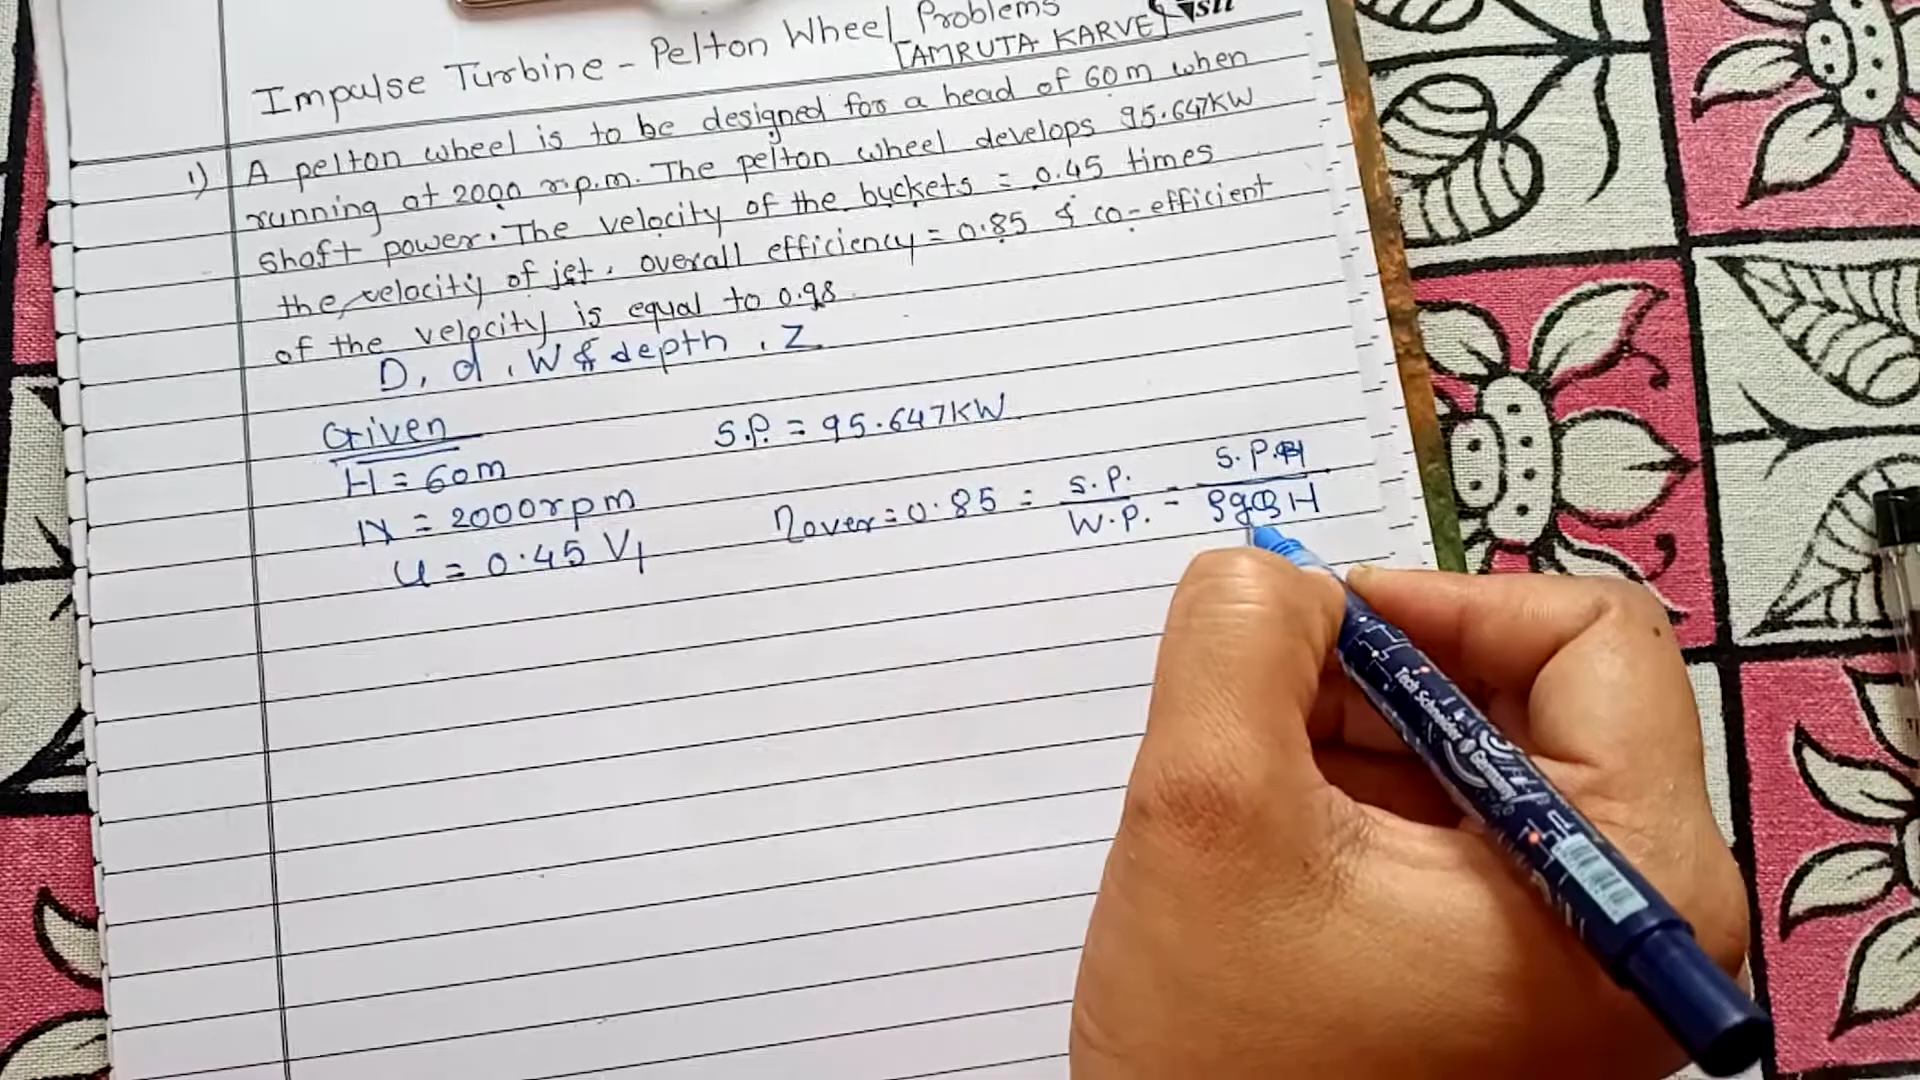 Impulse Turbine - Pelton Wheel Problems
[AMRUTA KARVE]
1) A pelton wheel is to be designed for a head of 60m when
running at 2000 r.p.m. The pelton wheel develops 95.647KW
shaft power. The velocity of the buckets = 0.45 times
the velocity of jet, overall efficiency = 0.85 & co-efficient
of the velocity is equal to 0.98
D, d, W & depth, Z
Given
H = 60m
N = 2000rpm
u = 0.45 V1
S.P. = 95.647KW
ηover = 0.85 = S.P. / W.P. = S.P. / ρgQH
Tech Schneider Germany